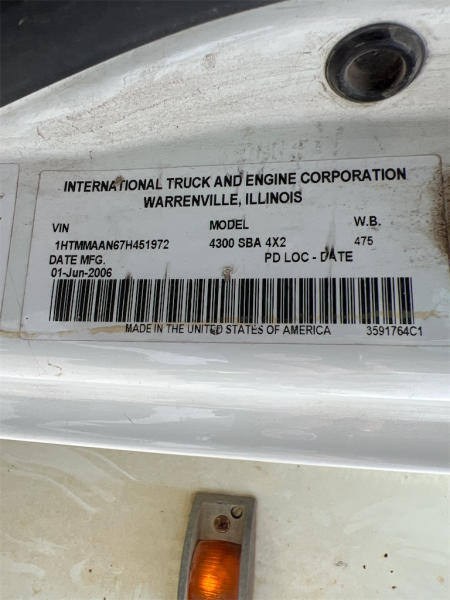 INTERNATIONAL TRUCK AND ENGINE CORPORATION
WARRENVILLE, ILLINOIS
VIN MODEL W.B.
1HTMMAAN67H451972 4300 SBA 4X2 475
DATE MFG. PD LOC - DATE
01-Jun-2006
MADE IN THE UNITED STATES OF AMERICA 3591764C1